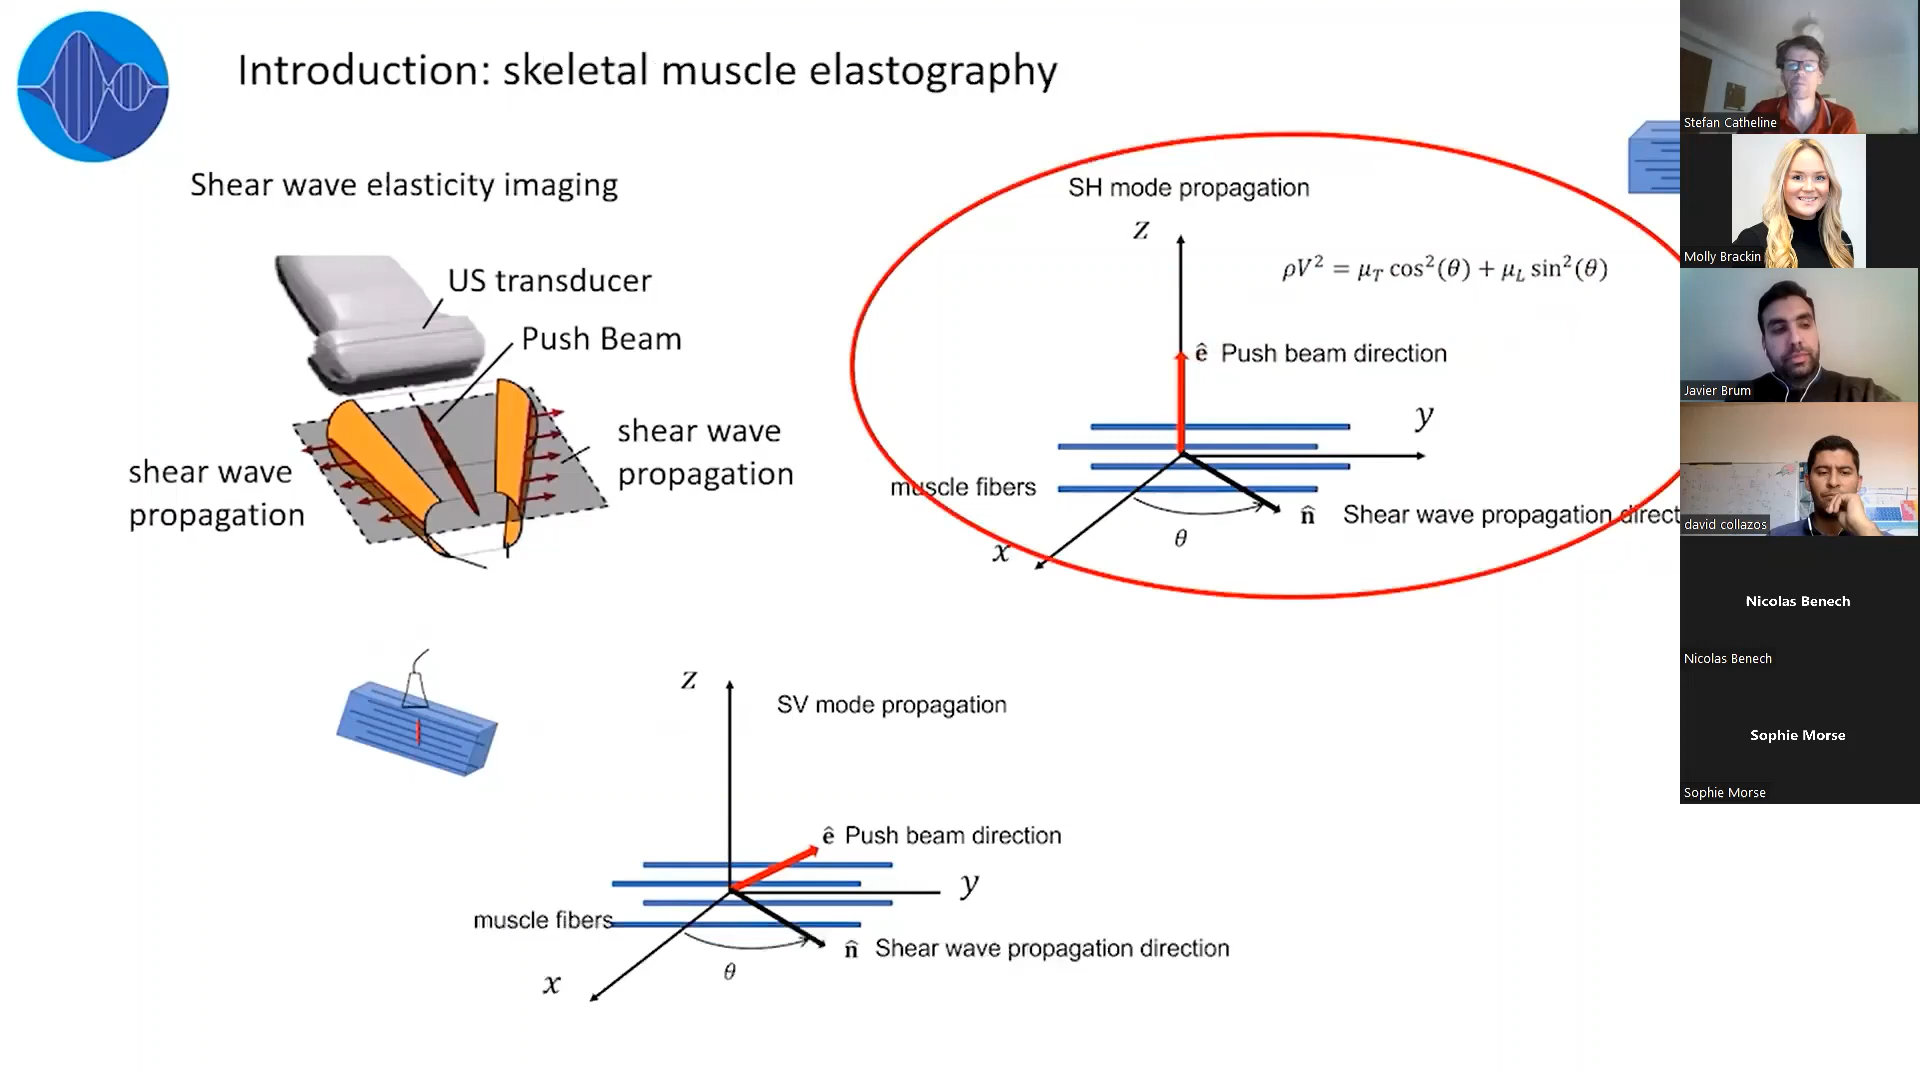 Introduction: skeletal muscle elastography
Shear wave elasticity imaging
US transducer
Push Beam
shear wave
propagation
shear wave
propagation
SH mode propagation
z
ρV² = μ_T cos²(θ) + μ_L sin²(θ)
ê Push beam direction
y
muscle fibers
n̂ Shear wave propagation direct
θ
x
z
SV mode propagation
ê Push beam direction
y
muscle fibers
n̂ Shear wave propagation direction
θ
x
Stefan Catheline
Molly Brackin
Javier Brum
david collazos
Nicolas Benech
Nicolas Benech
Sophie Morse
Sophie Morse